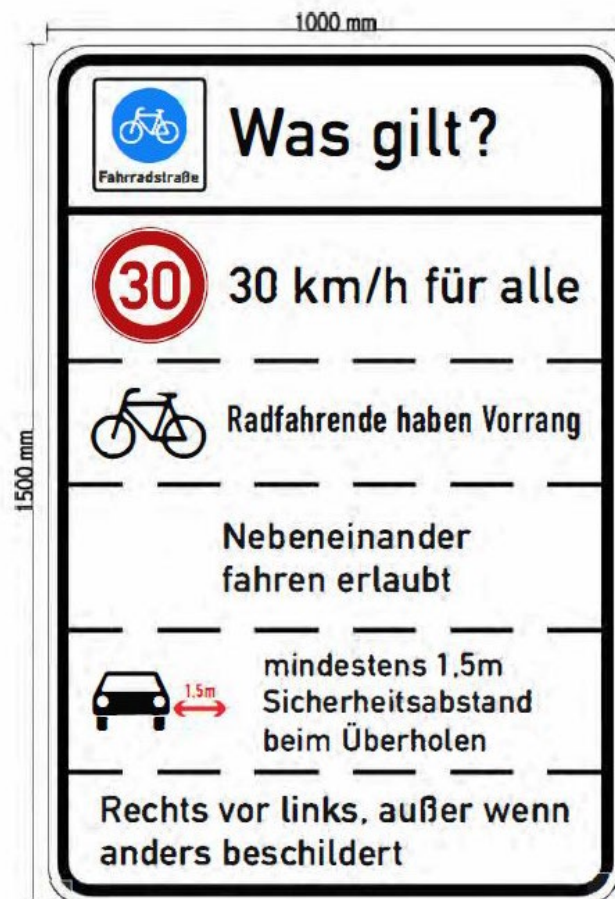 1000 mm
1500 mm
Was gilt?
Fahrradstraße
30
30 km/h für alle
Radfahrende haben Vorrang
Nebeneinander
fahren erlaubt
1,5m
mindestens 1,5m
Sicherheitsabstand
beim Überholen
Rechts vor links, außer wenn
anders beschildert